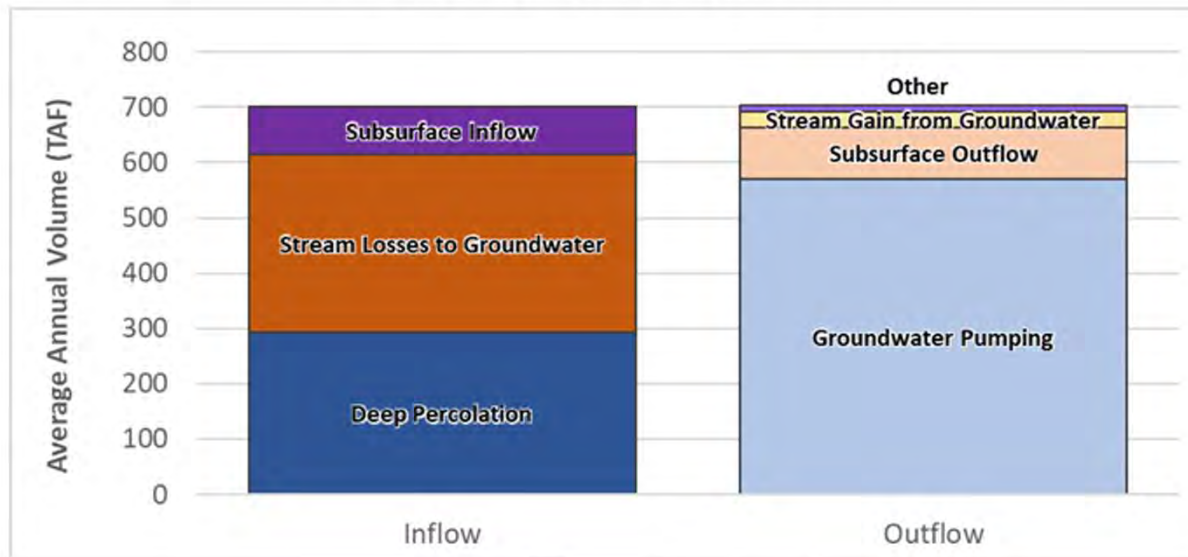 Average Annual Volume (TAF)
800
700
600
500
400
300
200
100
0
Subsurface Inflow
Stream Losses to Groundwater
Deep Percolation
Other
Stream Gain from Groundwater
Subsurface Outflow
Groundwater Pumping
Inflow
Outflow